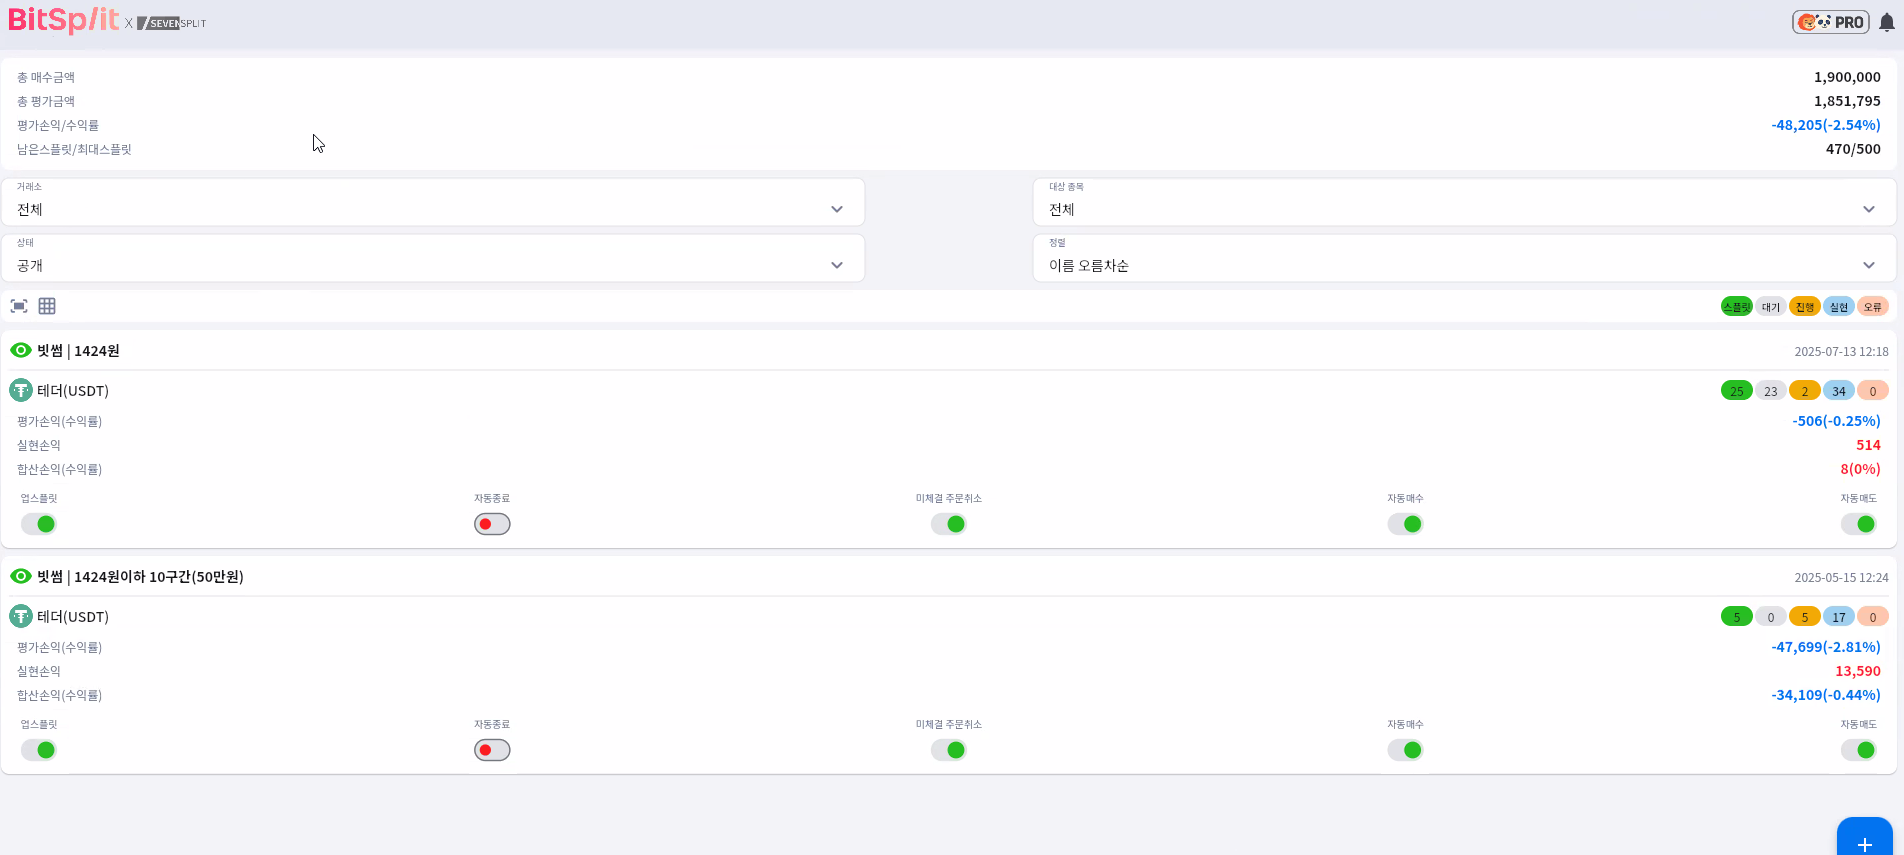 BitSplit X SEVENSPLIT PRO
총 매수금액 1,900,000
총 평가금액 1,851,795
평가손익/수익률 -48,205(-2.54%)
남은스플릿/최대스플릿 470/500
거래소 대상 종목
전체 전체
상태 정렬
공개 이름 오름차순
스플릿 대기 진행 실현 오류
빗썸 | 1424원 2025-07-13 12:18
테더(USDT) 25 23 2 34 0
평가손익(수익률) -506(-0.25%)
실현손익 514
합산손익(수익률) 8(0%)
업스플릿 자동종료 미체결 주문취소 자동매수 자동매도
빗썸 | 1424원이하 10구간(50만원) 2025-05-15 12:24
테더(USDT) 5 0 5 17 0
평가손익(수익률) -47,699(-2.81%)
실현손익 13,590
합산손익(수익률) -34,109(-0.44%)
업스플릿 자동종료 미체결 주문취소 자동매수 자동매도